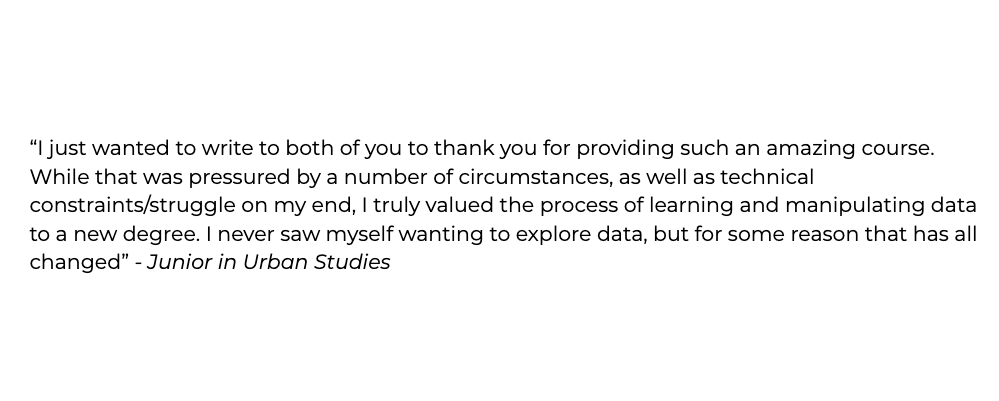 “I just wanted to write to both of you to thank you for providing such an amazing course.
While that was pressured by a number of circumstances, as well as technical
constraints/struggle on my end, I truly valued the process of learning and manipulating data
to a new degree. I never saw myself wanting to explore data, but for some reason that has all
changed” - Junior in Urban Studies